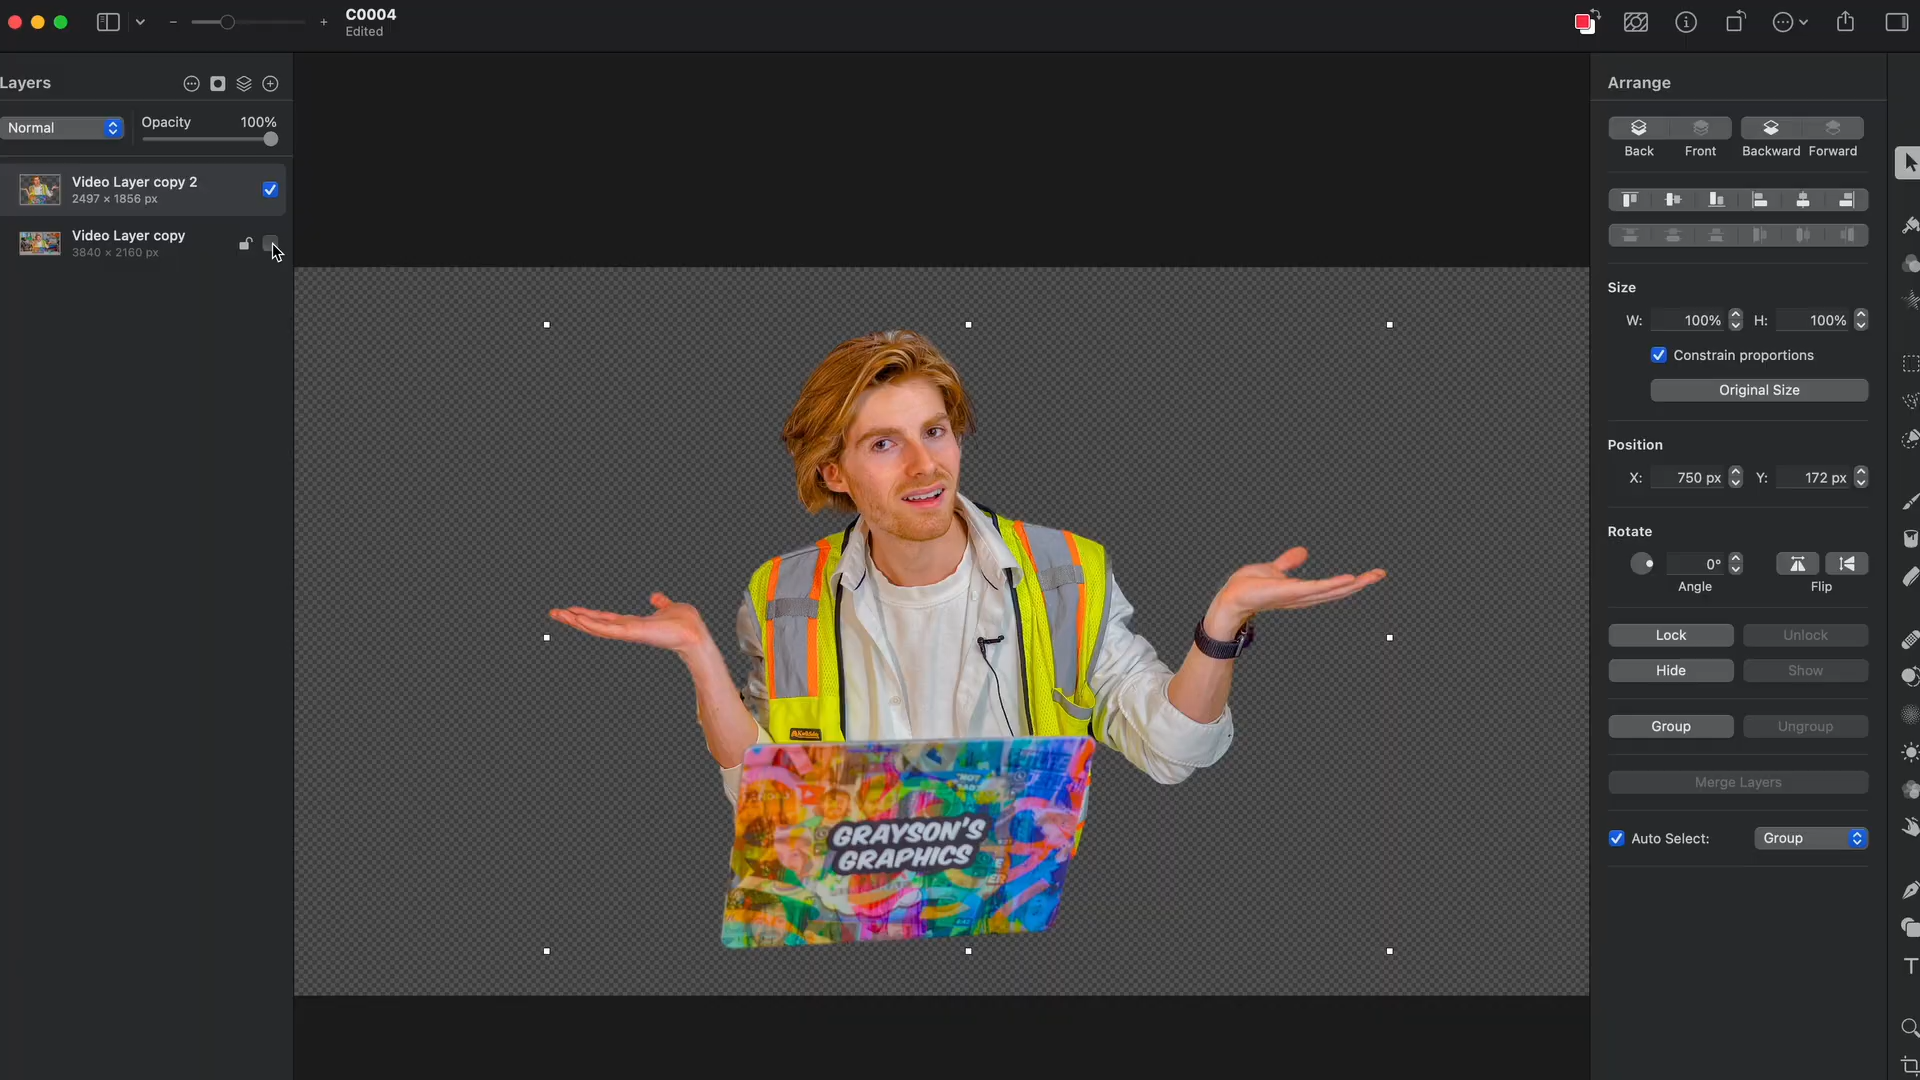 C0004
Edited
Layers
Normal
Opacity 100%
Video Layer copy 2
2497 × 1856 px
Video Layer copy
3840 × 2160 px
GRAYSON'S
GRAPHICS
Arrange
Back Front Backward Forward
Size
W: 100% H: 100%
Constrain proportions
Original Size
Position
X: 750 px Y: 172 px
Rotate
0°
Angle Flip
Lock Unlock
Hide Show
Group Ungroup
Merge Layers
Auto Select: Group